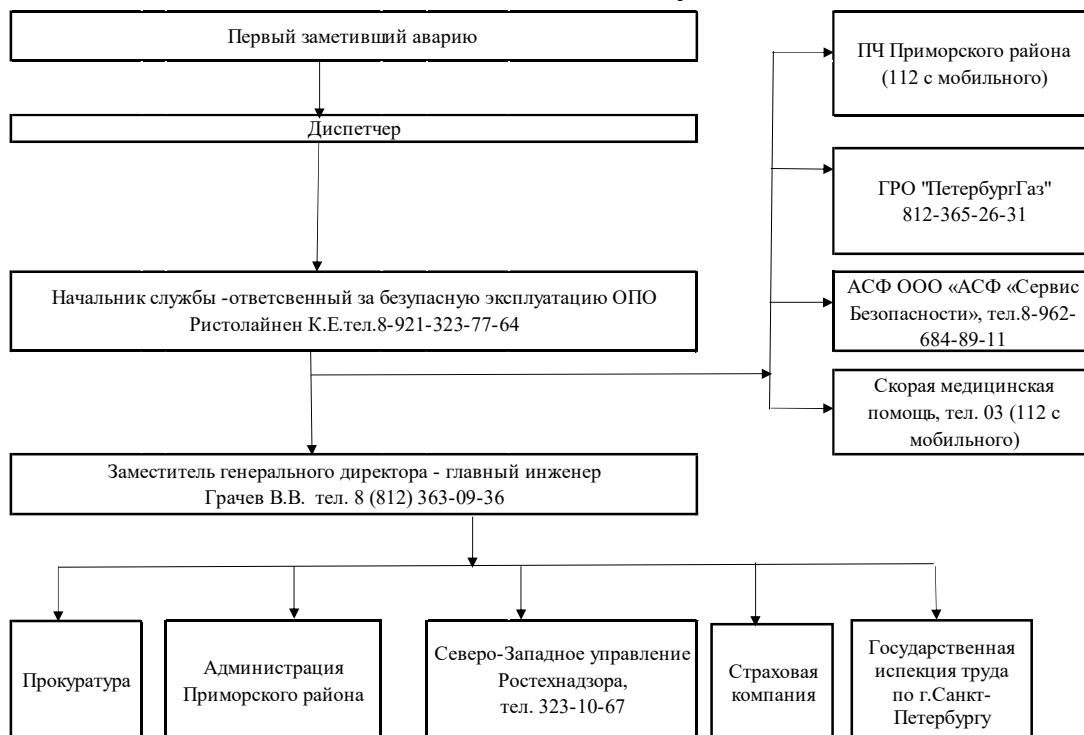 Первый заметивший аварию
ПЧ Приморского района
(112 с мобильного)
Диспетчер
ГРО "ПетербургГаз"
812-365-26-31
Начальник службы -ответсвенный за безупасную эксплуатацию ОПО
Ристолайнен К.Е.тел.8-921-323-77-64
АСФ ООО «АСФ «Сервис
Безопасности», тел.8-962-
684-89-11
Скорая медицинская
помощь, тел. 03 (112 с
мобильного)
Заместитель генерального директора - главный инженер
Грачев В.В. тел. 8 (812) 363-09-36
Прокуратура
Администрация
Приморского района
Северо-Западное управление
Ростехнадзора,
тел. 323-10-67
Страховая
компания
Государственная
испекция труда
по г.Санкт-
Петербургу